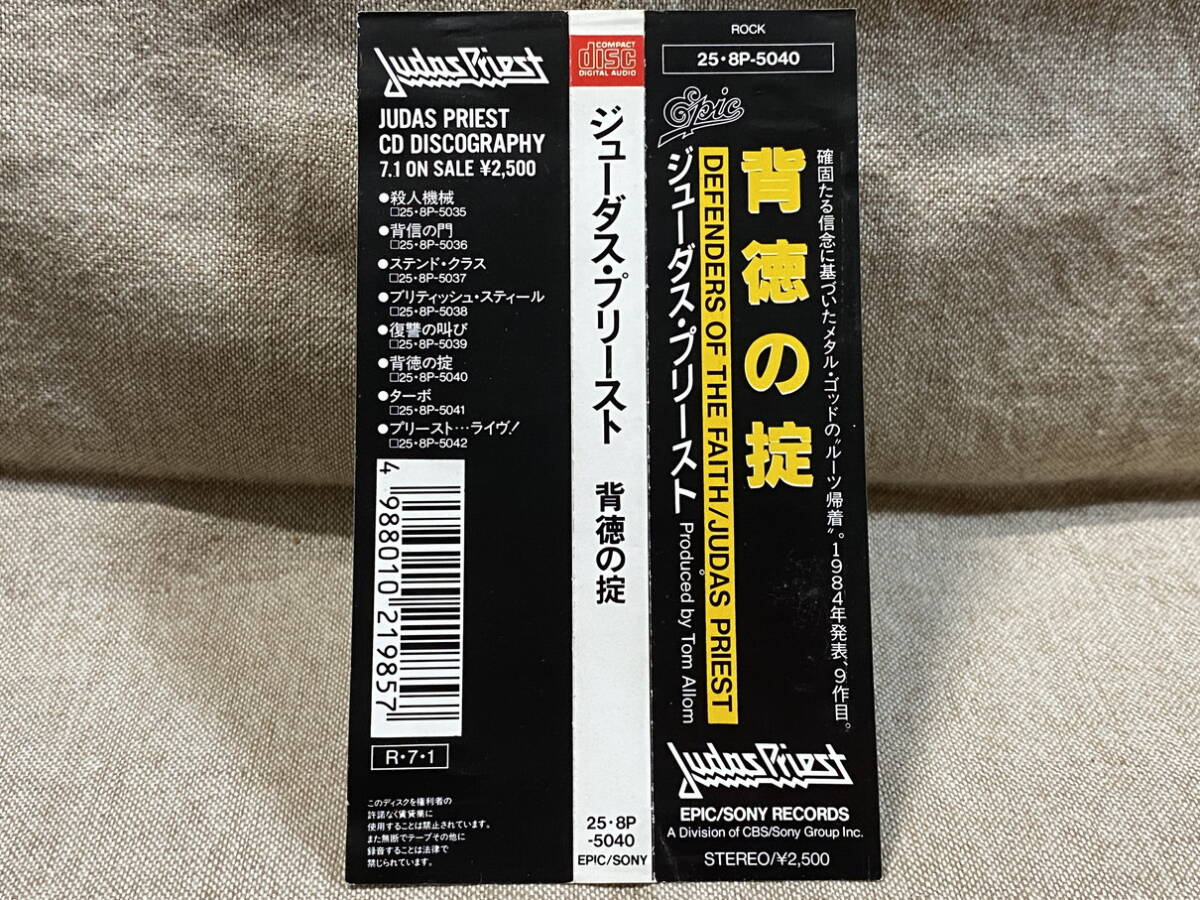 Judas Priest
JUDAS PRIEST
CD DISCOGRAPHY
7.1 ON SALE ¥2,500
●殺人機械
□25・8P-5035
●背信の門
□25・8P-5036
●ステンド・クラス
□25・8P-5037
●ブリティッシュ・スティール
□25・8P-5038
●復讐の叫び
□25・8P-5039
●背徳の掟
□25・8P-5040
●ターボ
□25・8P-5041
●プリースト…ライヴ!
□25・8P-5042
4 988010 219857
R・7・1
このディスクを権利者の
許諾なく賃貸業に
使用することは禁止されています。
また無断でテープその他に
録音することは法律で
禁じられています。
COMPACT
disc
DIGITAL AUDIO
ジューダス・プリースト 背徳の掟
25・8P
-5040
EPIC/SONY
ROCK
25・8P-5040
Epic
確固たる信念に基づいたメタル・ゴッドの"ルーツ帰着"。1984年発表、9作目。
背徳の掟
DEFENDERS OF THE FAITH/JUDAS PRIEST
ジューダス・プリースト Produced by Tom Allom
Judas Priest
EPIC/SONY RECORDS
A Division of CBS/Sony Group Inc.
STEREO/¥2,500